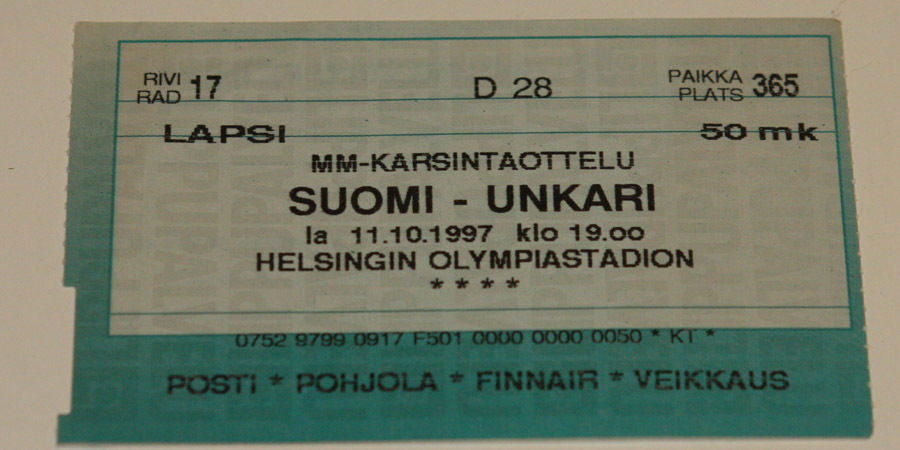 RIVI 17 D 28 PAIKKA 365
RAD PLATS
LAPSI 50 mk
MM-KARSINTAOTTELU
SUOMI - UNKARI
la 11.10.1997 klo 19.00
HELSINGIN OLYMPIASTADION
* * * *
0752 9799 0917 F501 0000 0000 0050 * KT *
POSTI * POHJOLA * FINNAIR * VEIKKAUS